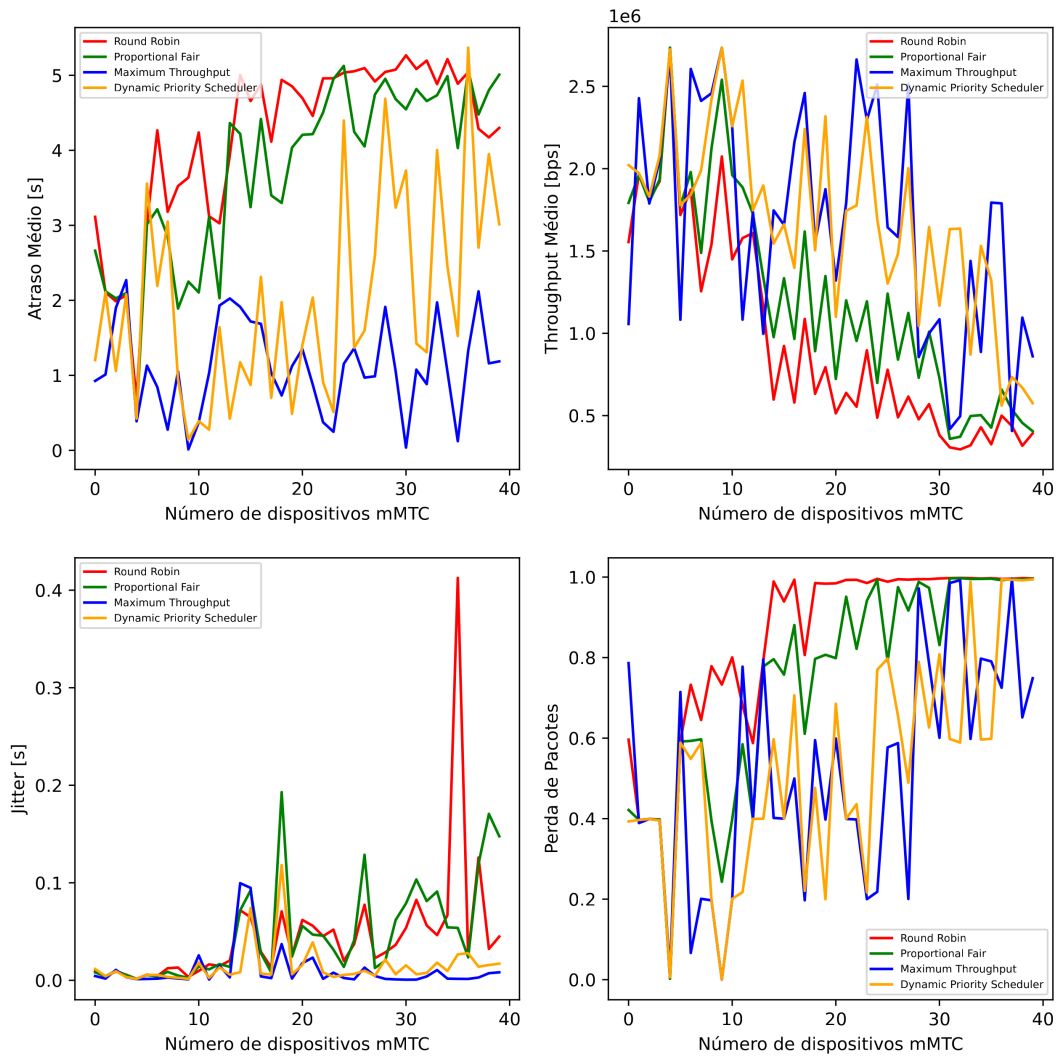 Round Robin
Proportional Fair
Maximum Throughput
Dynamic Priority Scheduler
5
4
3
2
1
0
Atraso Médio [s]
0 10 20 30 40
Número de dispositivos mMTC
1e6
Round Robin
Proportional Fair
Maximum Throughput
Dynamic Priority Scheduler
2.5
2.0
1.5
1.0
0.5
Throughput Médio [bps]
0 10 20 30 40
Número de dispositivos mMTC
Round Robin
Proportional Fair
Maximum Throughput
Dynamic Priority Scheduler
0.4
0.3
0.2
0.1
0.0
Jitter [s]
0 10 20 30 40
Número de dispositivos mMTC
1.0
0.8
0.6
0.4
0.2
0.0
Perda de Pacotes
Round Robin
Proportional Fair
Maximum Throughput
Dynamic Priority Scheduler
0 10 20 30 40
Número de dispositivos mMTC